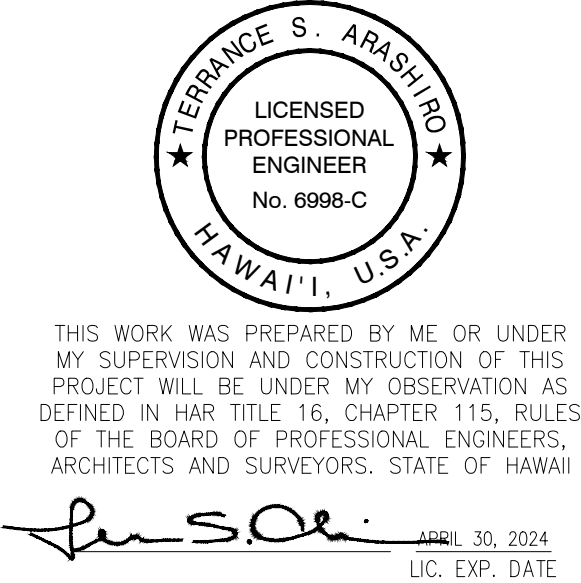 TERRANCE S. ARASHIRO
LICENSED
PROFESSIONAL
ENGINEER
No. 6998-C
HAWAI'I, U.S.A.
THIS WORK WAS PREPARED BY ME OR UNDER
MY SUPERVISION AND CONSTRUCTION OF THIS
PROJECT WILL BE UNDER MY OBSERVATION AS
DEFINED IN HAR TITLE 16, CHAPTER 115, RULES
OF THE BOARD OF PROFESSIONAL ENGINEERS,
ARCHITECTS AND SURVEYORS. STATE OF HAWAII
APRIL 30, 2024
LIC. EXP. DATE